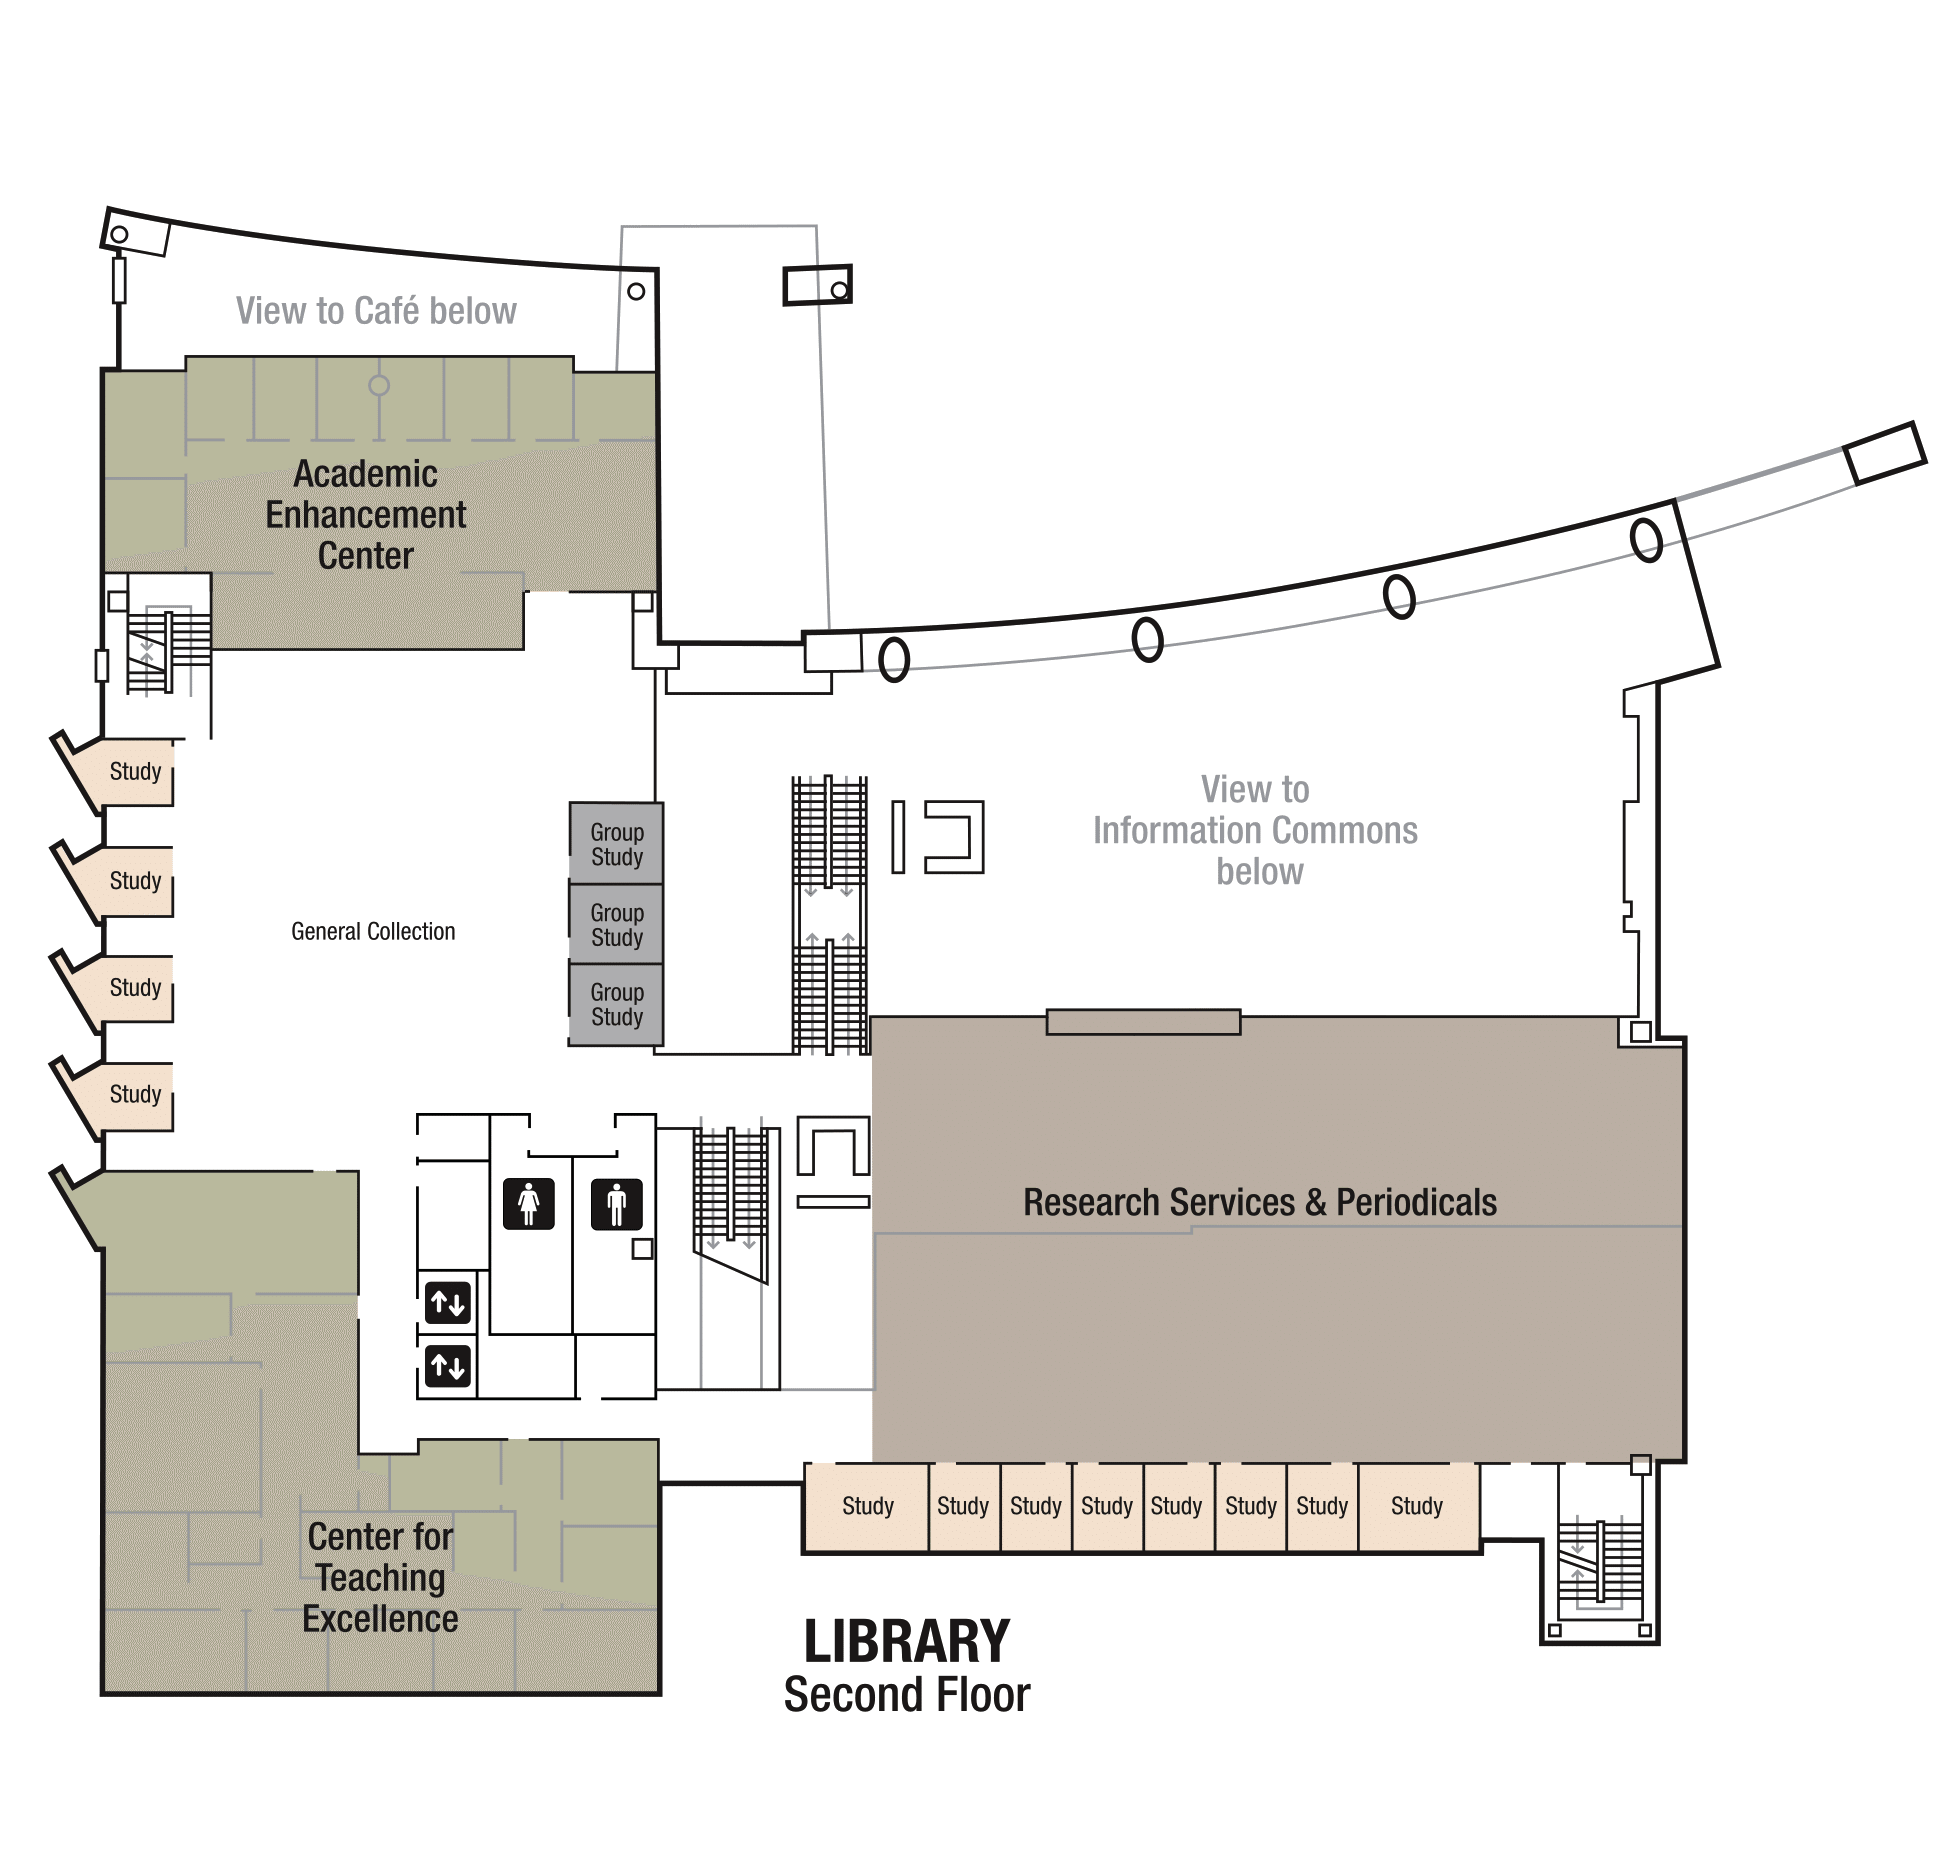 View to Café below
Academic
Enhancement
Center
Study
Study
Study
Study
General Collection
Group
Study
Group
Study
Group
Study
View to
Information Commons
below
Research Services & Periodicals
Study
Study
Study
Study
Study
Study
Study
Study
Center for
Teaching
Excellence
LIBRARY
Second Floor